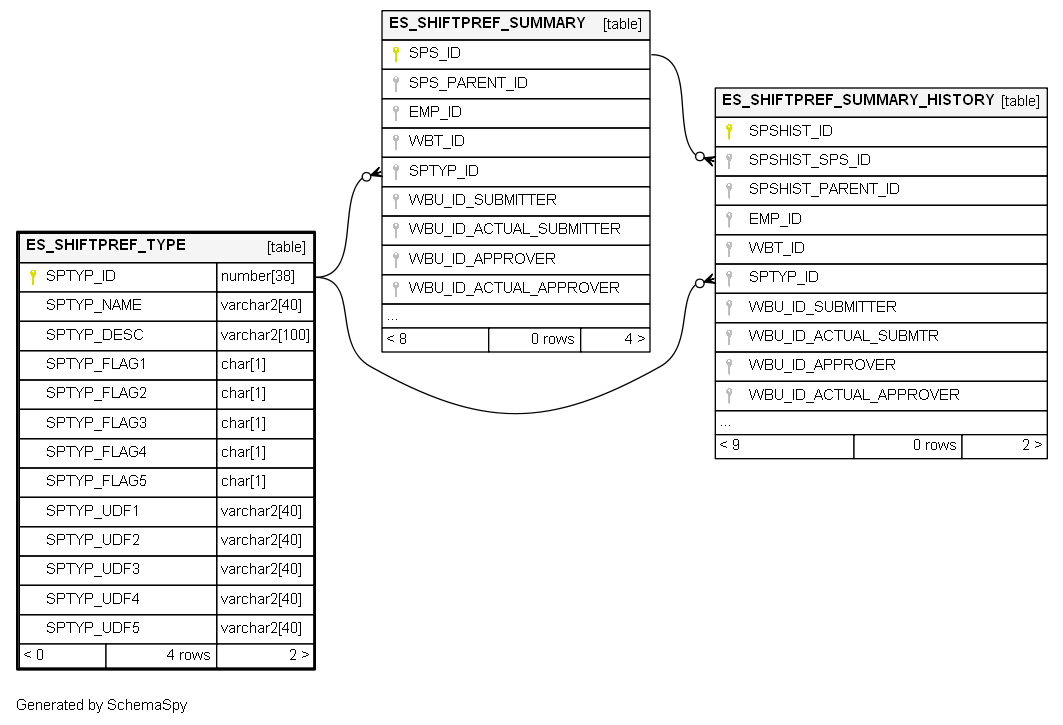 ES_SHIFTPREF_SUMMARY [table]
SPS_ID
SPS_PARENT_ID
EMP_ID
WBT_ID
SPTYP_ID
WBU_ID_SUBMITTER
WBU_ID_ACTUAL_SUBMITTER
WBU_ID_APPROVER
WBU_ID_ACTUAL_APPROVER
...
< 8 0 rows 4 >
ES_SHIFTPREF_SUMMARY_HISTORY [table]
SPSHIST_ID
SPSHIST_SPS_ID
SPSHIST_PARENT_ID
EMP_ID
WBT_ID
SPTYP_ID
WBU_ID_SUBMITTER
WBU_ID_ACTUAL_SUBMTR
WBU_ID_APPROVER
WBU_ID_ACTUAL_APPROVER
...
< 9 0 rows 2 >
ES_SHIFTPREF_TYPE [table]
SPTYP_ID number[38]
SPTYP_NAME varchar2[40]
SPTYP_DESC varchar2[100]
SPTYP_FLAG1 char[1]
SPTYP_FLAG2 char[1]
SPTYP_FLAG3 char[1]
SPTYP_FLAG4 char[1]
SPTYP_FLAG5 char[1]
SPTYP_UDF1 varchar2[40]
SPTYP_UDF2 varchar2[40]
SPTYP_UDF3 varchar2[40]
SPTYP_UDF4 varchar2[40]
SPTYP_UDF5 varchar2[40]
< 0 4 rows 2 >
Generated by SchemaSpy